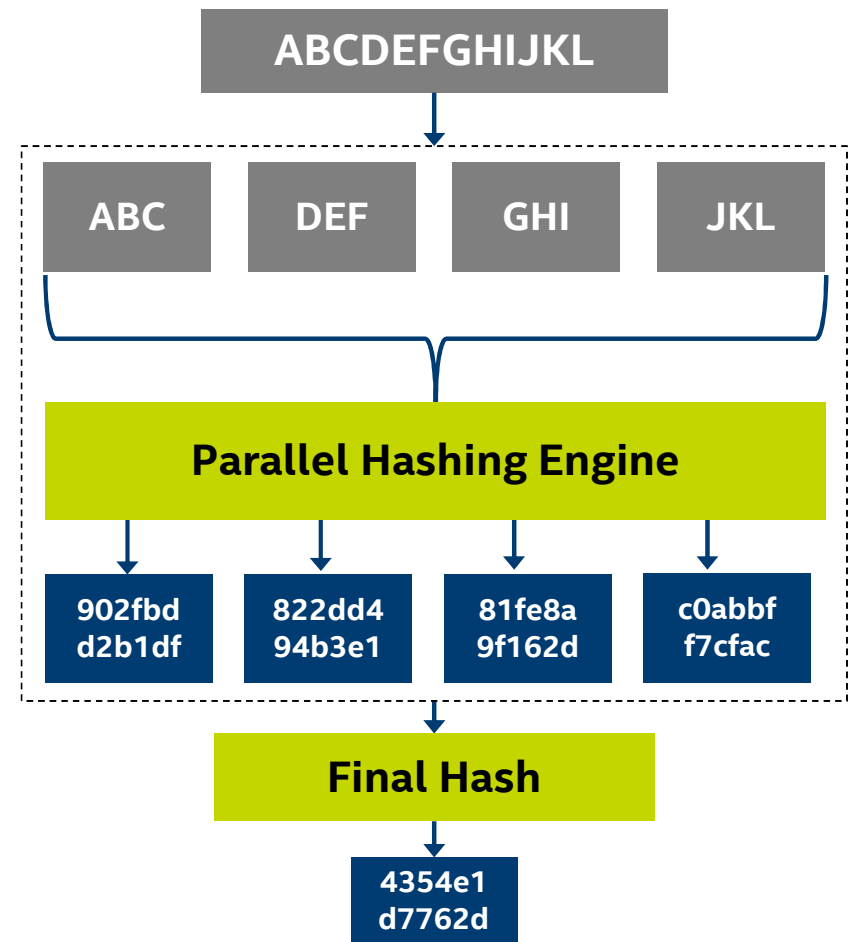 ABCDEFGHIJKL
ABC
DEF
GHI
JKL
Parallel Hashing Engine
902fbd
d2b1df
822dd4
94b3e1
81fe8a
9f162d
c0abbf
f7cfac
Final Hash
4354e1
d7762d